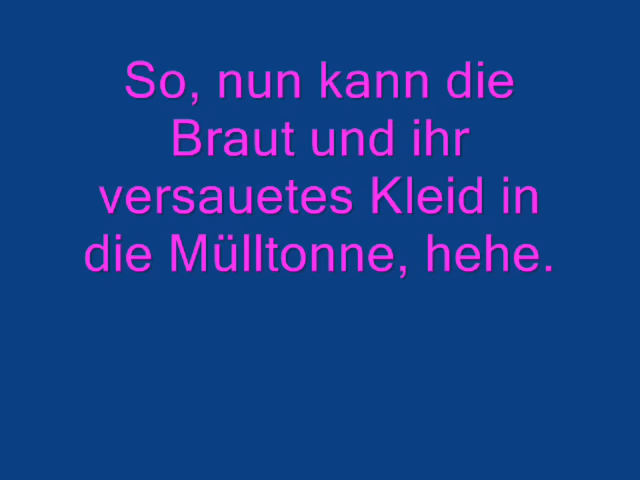 So, nun kann die
Braut und ihr
versauetes Kleid in
die Mülltonne, hehe.